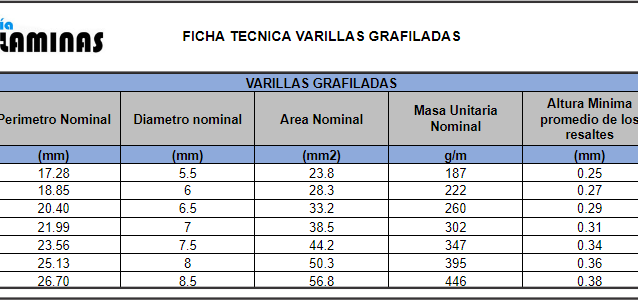 ía
LAMINAS
FICHA TECNICA VARILLAS GRAFILADAS
VARILLAS GRAFILADAS
Perimetro Nominal Diametro nominal Area Nominal Masa Unitaria Nominal Altura Minima promedio de los resaltes
(mm) (mm) (mm2) g/m (mm)
17.28 5.5 23.8 187 0.25
18.85 6 28.3 222 0.27
20.40 6.5 33.2 260 0.29
21.99 7 38.5 302 0.31
23.56 7.5 44.2 347 0.34
25.13 8 50.3 395 0.36
26.70 8.5 56.8 446 0.38